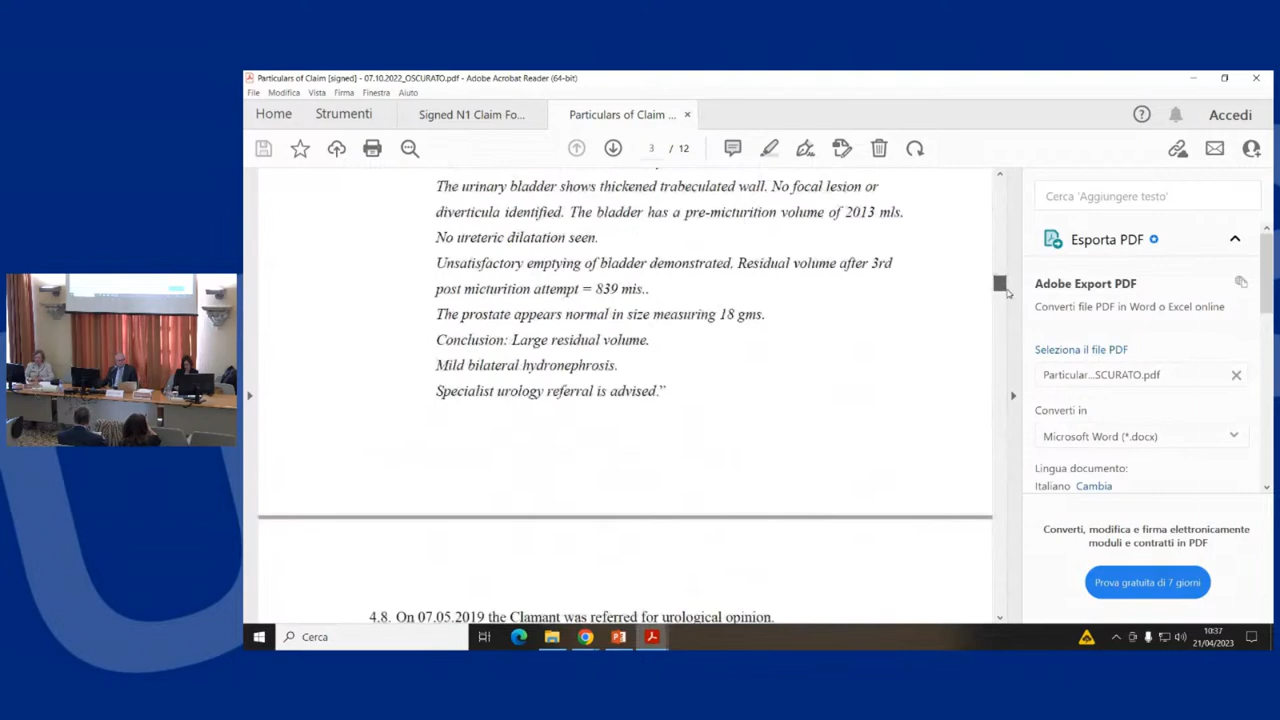 Particulars of Claim [signed] - 07.10.2022_OSCURATO.pdf - Adobe Acrobat Reader (64-bit)
File Modifica Vista Firma Finestra Aiuto
Home Strumenti Signed N1 Claim Fo... Particulars of Claim ... × Accedi
3 / 12
The urinary bladder shows thickened trabeculated wall. No focal lesion or
diverticula identified. The bladder has a pre-micturition volume of 2013 mls.
No ureteric dilatation seen.
Unsatisfactory emptying of bladder demonstrated. Residual volume after 3rd
post micturition attempt = 839 mis..
The prostate appears normal in size measuring 18 gms.
Conclusion: Large residual volume.
Mild bilateral hydronephrosis.
Specialist urology referral is advised.”
4.8. On 07.05.2019 the Clamant was referred for urological opinion.
Cerca 'Aggiungere testo'
Esporta PDF
Adobe Export PDF
Converti file PDF in Word o Excel online
Seleziona il file PDF
Particular...SCURATO.pdf
Converti in
Microsoft Word (*.docx)
Lingua documento:
Italiano Cambia
Converti, modifica e firma elettronicamente
moduli e contratti in PDF
Prova gratuita di 7 giorni
Cerca
10:37
21/04/2023